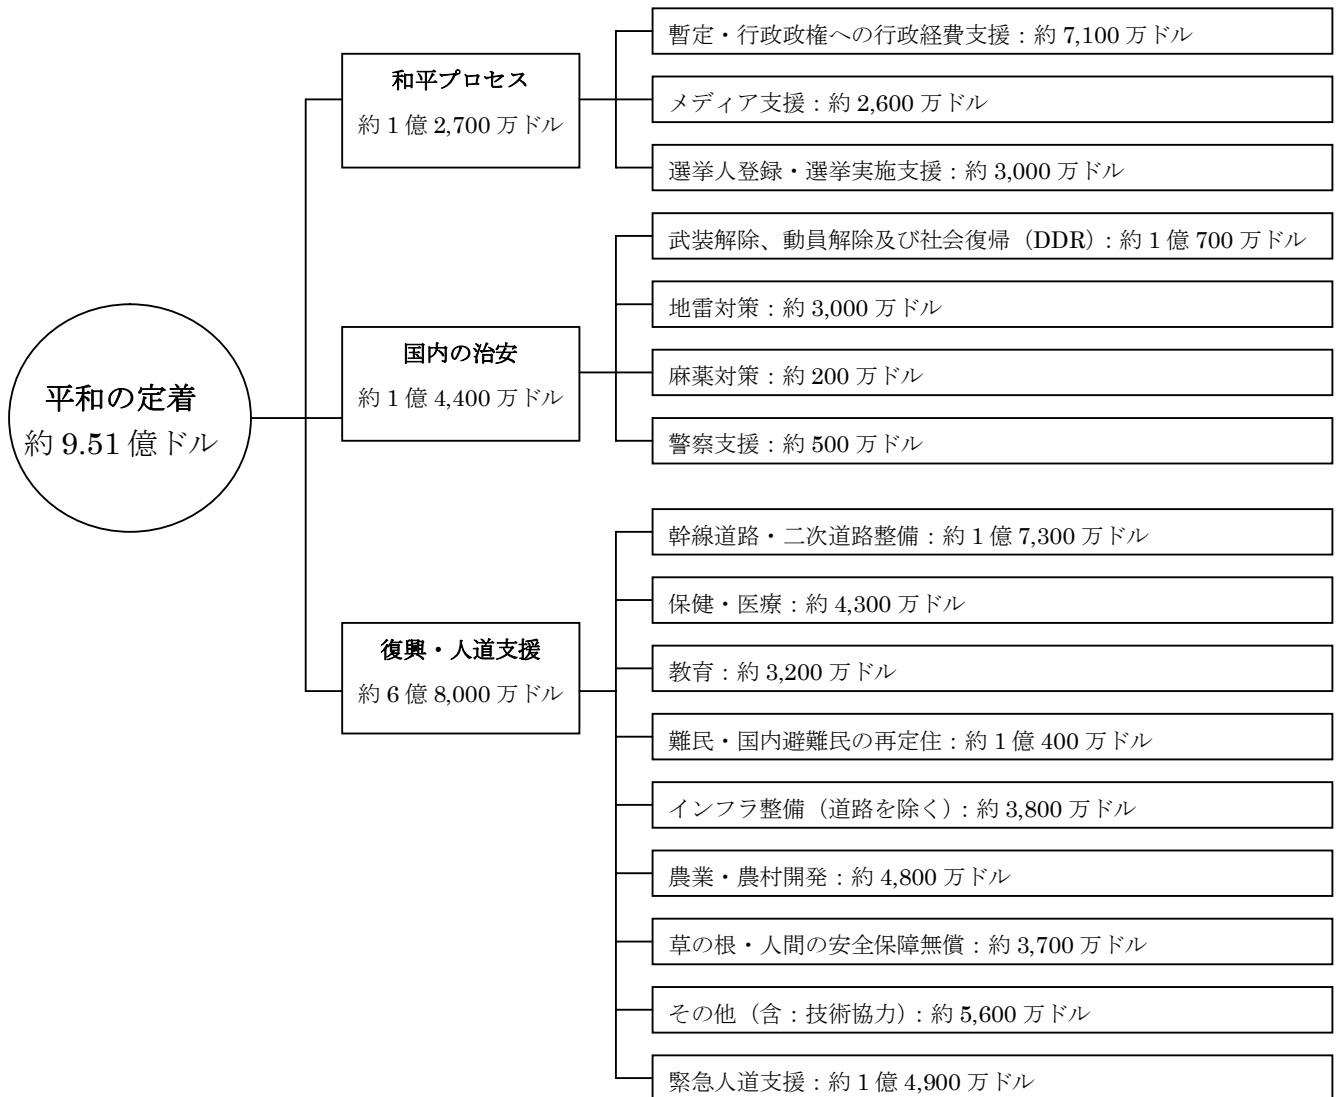 平和の定着
約 9.51 億ドル
和平プロセス
約 1 億 2,700 万ドル
暫定・行政政権への行政経費支援：約 7,100 万ドル
メディア支援：約 2,600 万ドル
選挙人登録・選挙実施支援：約 3,000 万ドル
国内の治安
約 1 億 4,400 万ドル
武装解除、動員解除及び社会復帰（DDR）：約 1 億 700 万ドル
地雷対策：約 3,000 万ドル
麻薬対策：約 200 万ドル
警察支援：約 500 万ドル
復興・人道支援
約 6 億 8,000 万ドル
幹線道路・二次道路整備：約 1 億 7,300 万ドル
保健・医療：約 4,300 万ドル
教育：約 3,200 万ドル
難民・国内避難民の再定住：約 1 億 400 万ドル
インフラ整備（道路を除く）：約 3,800 万ドル
農業・農村開発：約 4,800 万ドル
草の根・人間の安全保障無償：約 3,700 万ドル
その他（含：技術協力）：約 5,600 万ドル
緊急人道支援：約 1 億 4,900 万ドル